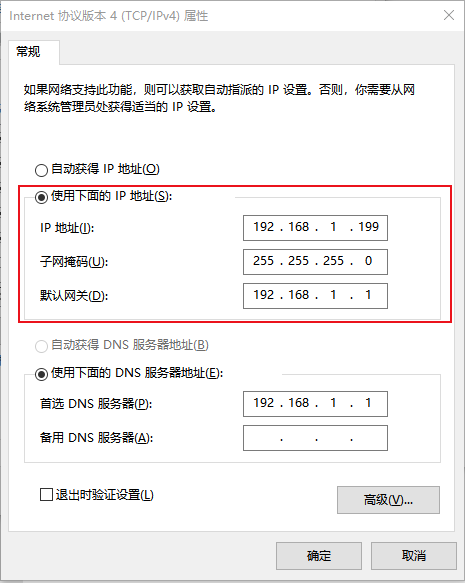 Internet 协议版本 4 (TCP/IPv4) 属性
常规
如果网络支持此功能，则可以获取自动指派的 IP 设置。否则，你需要从网
络系统管理员处获得适当的 IP 设置。
自动获得 IP 地址(O)
使用下面的 IP 地址(S):
IP 地址(I): 192 . 168 . 1 . 199
子网掩码(U): 255 . 255 . 255 . 0
默认网关(D): 192 . 168 . 1 . 1
自动获得 DNS 服务器地址(B)
使用下面的 DNS 服务器地址(E):
首选 DNS 服务器(P): 192 . 168 . 1 . 1
备用 DNS 服务器(A): . . .
退出时验证设置(L)
高级(V)...
确定 取消